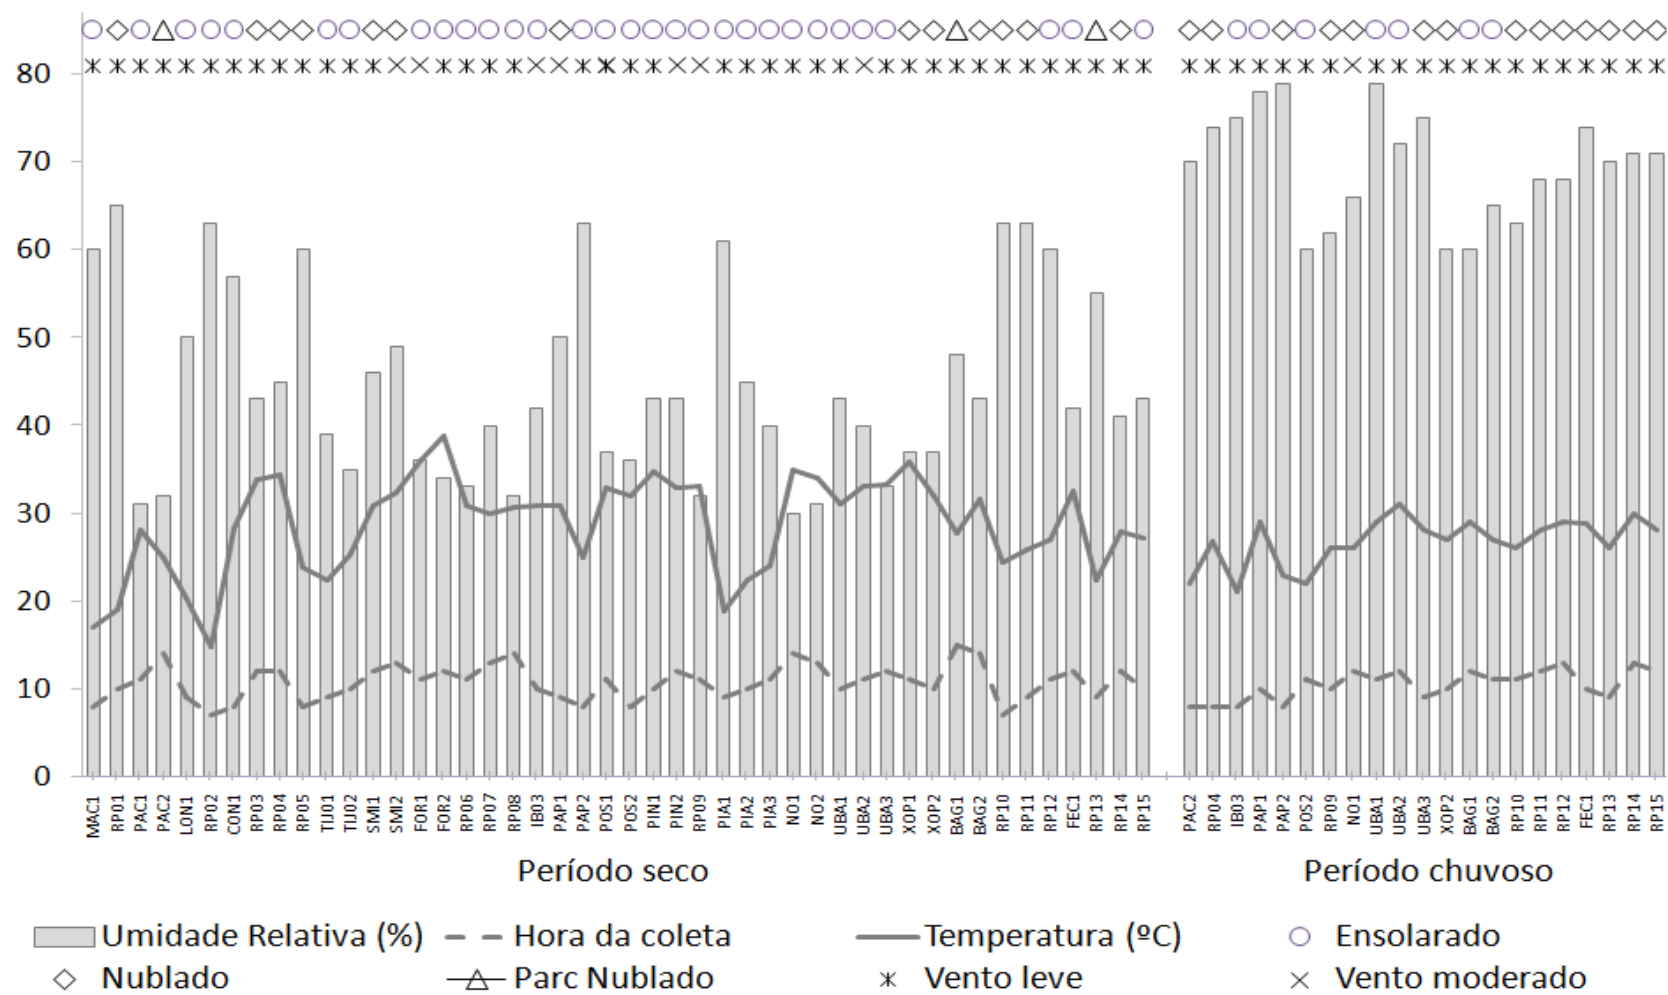 80
70
60
50
40
30
20
10
0
MAC1 RP01 PAC1 PAC2 LON1 RP02 CON1 RP03 RP04 RP05 TIJ01 TIJ02 SMI1 SMI2 FOR1 FOR2 RP06 RP07 RP08 IB03 PAP1 PAP2 POS1 POS2 PIN1 PIN2 RP09 PIA1 PIA2 PIA3 NO1 NO2 UBA1 UBA2 UBA3 XOP1 XOP2 BAG1 BAG2 RP10 RP11 RP12 FEC1 RP13 RP14 RP15 PAC2 RP04 IB03 PAP1 PAP2 POS2 RP09 NO1 UBA1 UBA2 UBA3 XOP2 BAG1 BAG2 RP10 RP11 RP12 FEC1 RP13 RP14 RP15
Período seco Período chuvoso
Umidade Relativa (%) Hora da coleta Temperatura (ºC) Ensolarado
Nublado Parc Nublado Vento leve Vento moderado